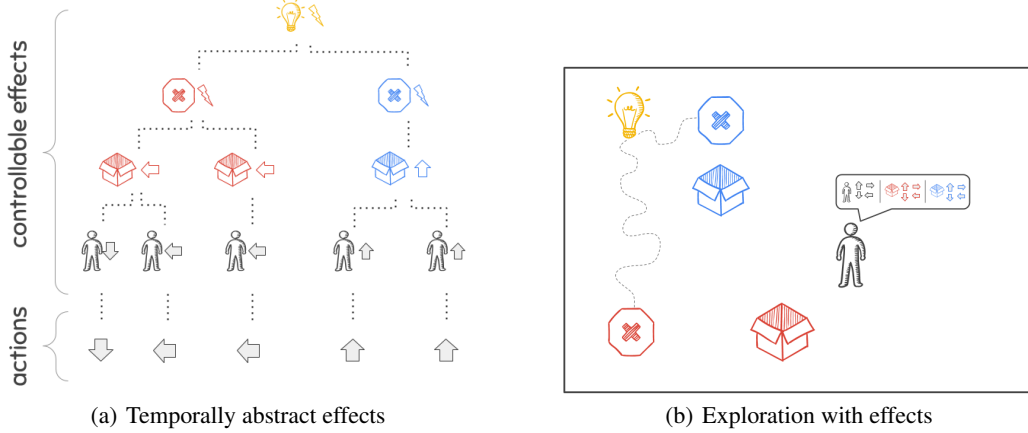 controllable effects
actions
(a) Temporally abstract effects
(b) Exploration with effects